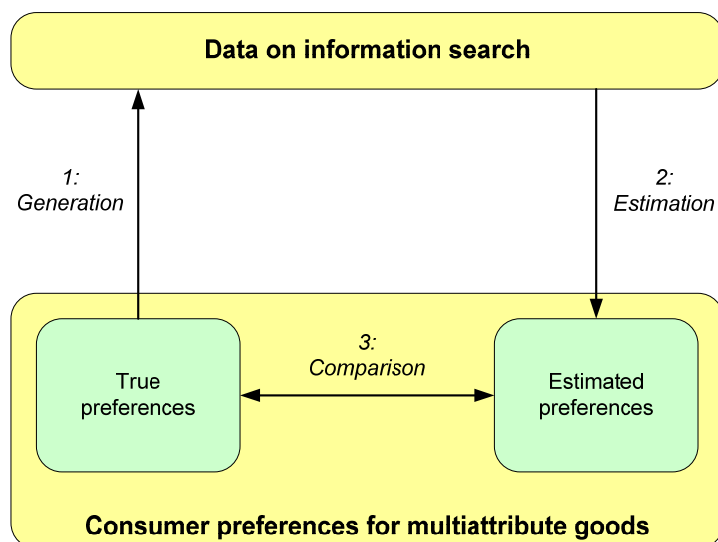 Data on information search
1:
Generation
2:
Estimation
3:
Comparison
True
preferences
Estimated
preferences
Consumer preferences for multiattribute goods